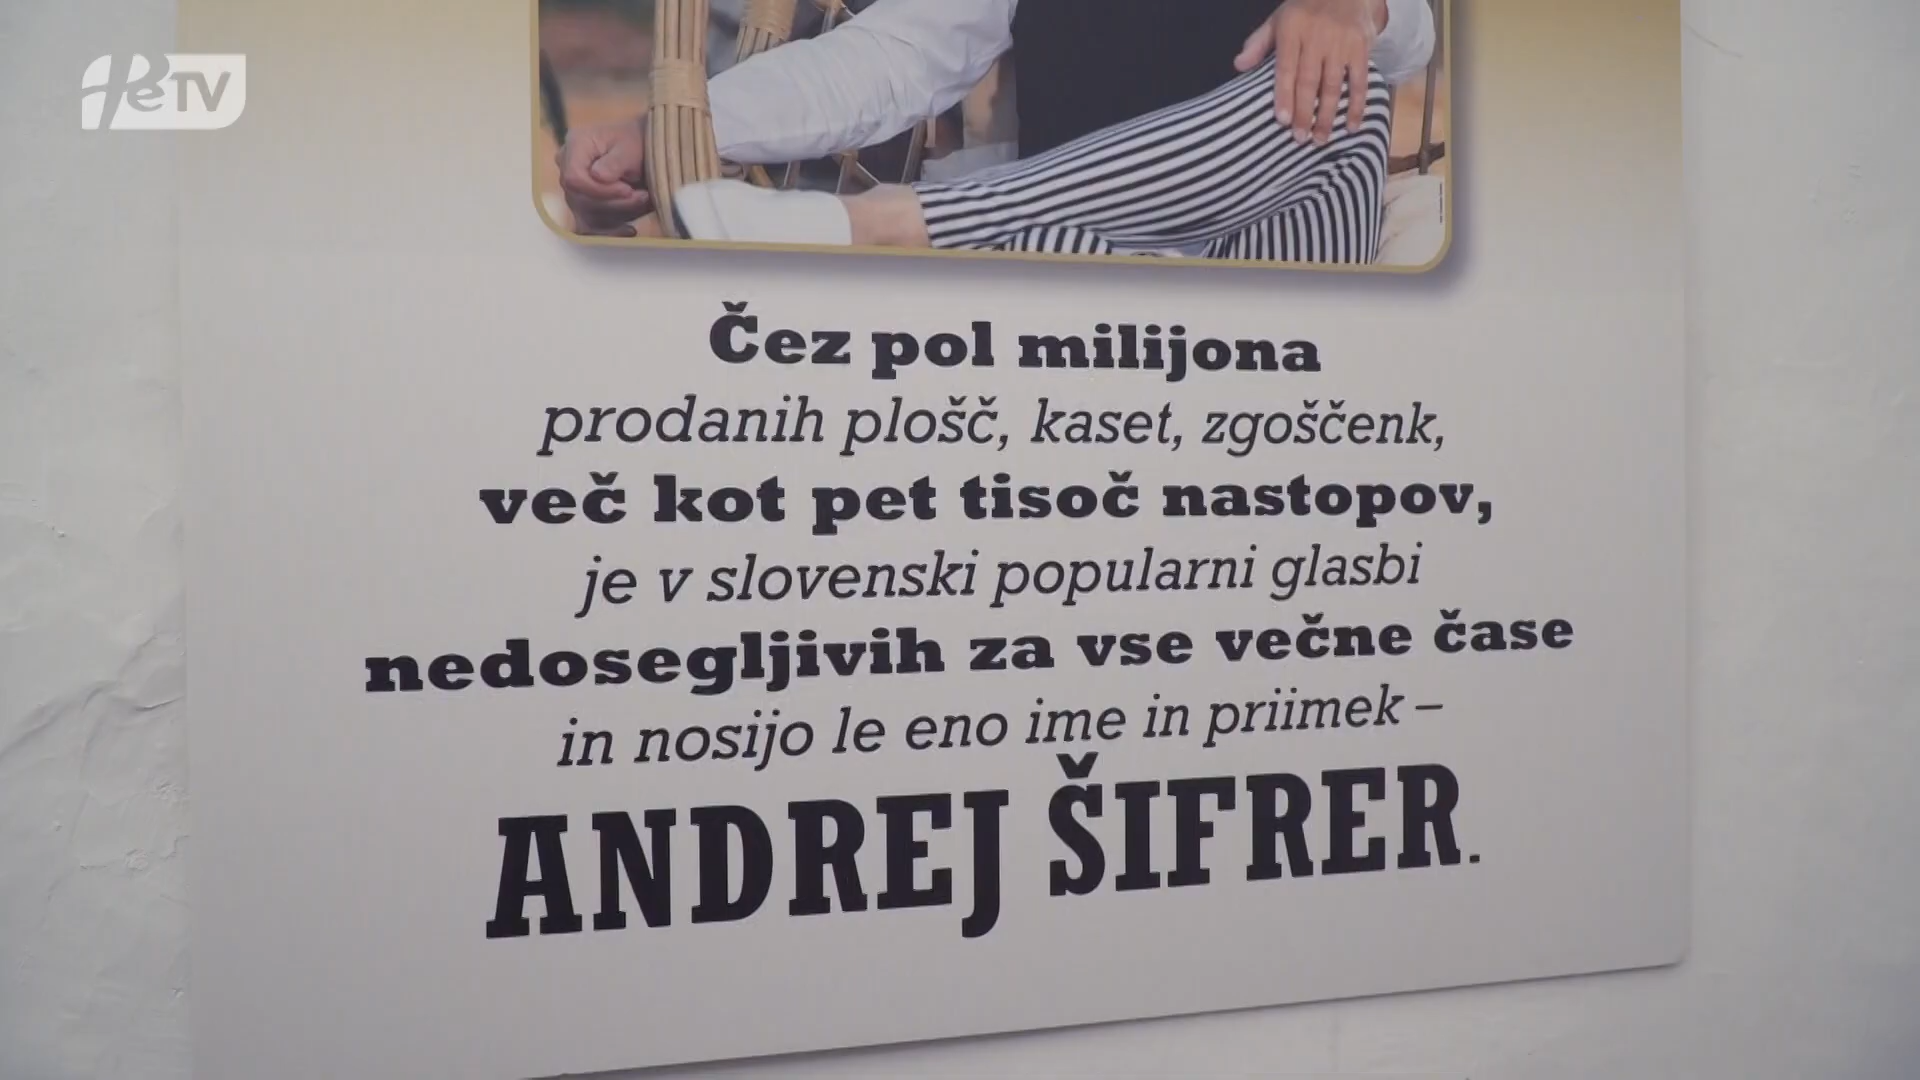 PeTV
Čez pol milijona
prodanih plošč, kaset, zgoščenk,
več kot pet tisoč nastopov,
je v slovenski popularni glasbi
nedosegljivih za vse večne čase
in nosijo le eno ime in priimek –
ANDREJ ŠIFRER.